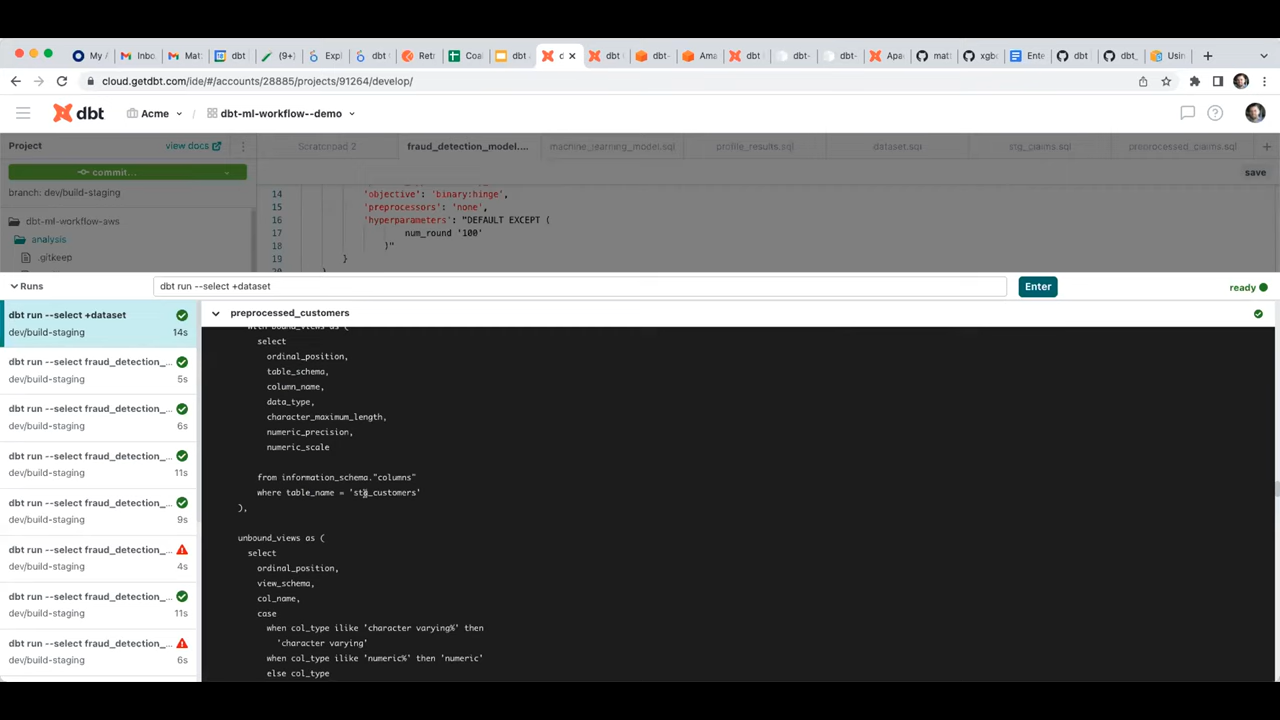 My /
Inbo
Matt
dbt
(9+)
Expl
dbt
Retr
Coa
dbt
d
dbt
dbt-
Ama
dbt
dbt-
dbt-
Apa
matt
xgbc
Ente
dbt
dbt_
Using
cloud.getdbt.com/ide/#/accounts/28885/projects/91264/develop/
dbt
Acme
dbt-ml-workflow--demo
Project
view docs
Scratchpad 2
fraud_detection_model....
machine_learning_model.sql
profile_results.sql
dataset.sql
stg_claims.sql
preprocessed_claims.sql
commit...
save
branch: dev/build-staging
dbt-ml-workflow-aws
analysis
.gitkeep
14 'objective': 'binary:hinge',
15 'preprocessors': 'none',
16 'hyperparameters': "DEFAULT EXCEPT (
17 num_round '100'
18 )"
19 }
Runs
dbt run --select +dataset
Enter
ready
dbt run --select +dataset
dev/build-staging 14s
dbt run --select fraud_detection_...
dev/build-staging 5s
dbt run --select fraud_detection_...
dev/build-staging 6s
dbt run --select fraud_detection_...
dev/build-staging 11s
dbt run --select fraud_detection_...
dev/build-staging 9s
dbt run --select fraud_detection_...
dev/build-staging 4s
dbt run --select fraud_detection_...
dev/build-staging 11s
dbt run --select fraud_detection_...
dev/build-staging 6s
preprocessed_customers
with bound_views as (
select
ordinal_position,
table_schema,
column_name,
data_type,
character_maximum_length,
numeric_precision,
numeric_scale
from information_schema."columns"
where table_name = 'stg_customers'
),
unbound_views as (
select
ordinal_position,
view_schema,
col_name,
case
when col_type ilike 'character varying%' then
'character varying'
when col_type ilike 'numeric%' then 'numeric'
else col_type